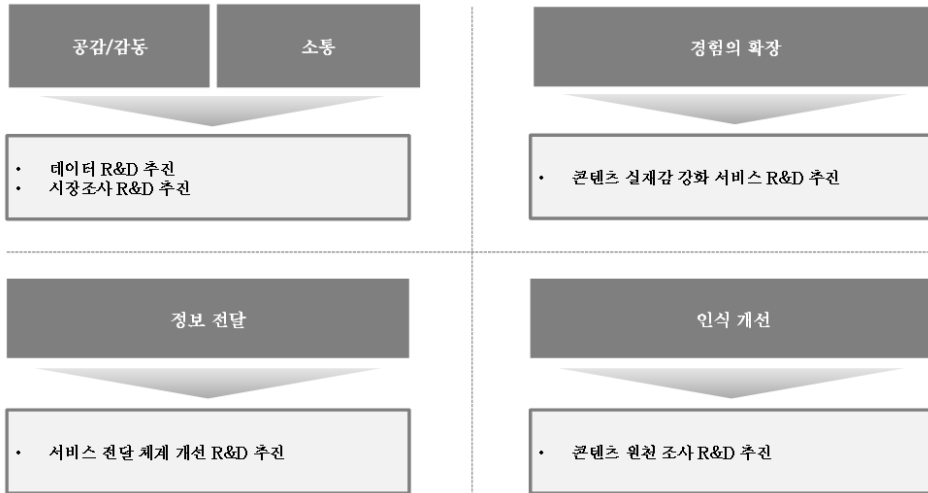 공감/감동
소통
• 데이터 R&D 추진
• 시장조사 R&D 추진
경험의 확장
• 콘텐츠 실재감 강화 서비스 R&D 추진
정보 전달
• 서비스 전달 체계 개선 R&D 추진
인식 개선
• 콘텐츠 원천 조사 R&D 추진